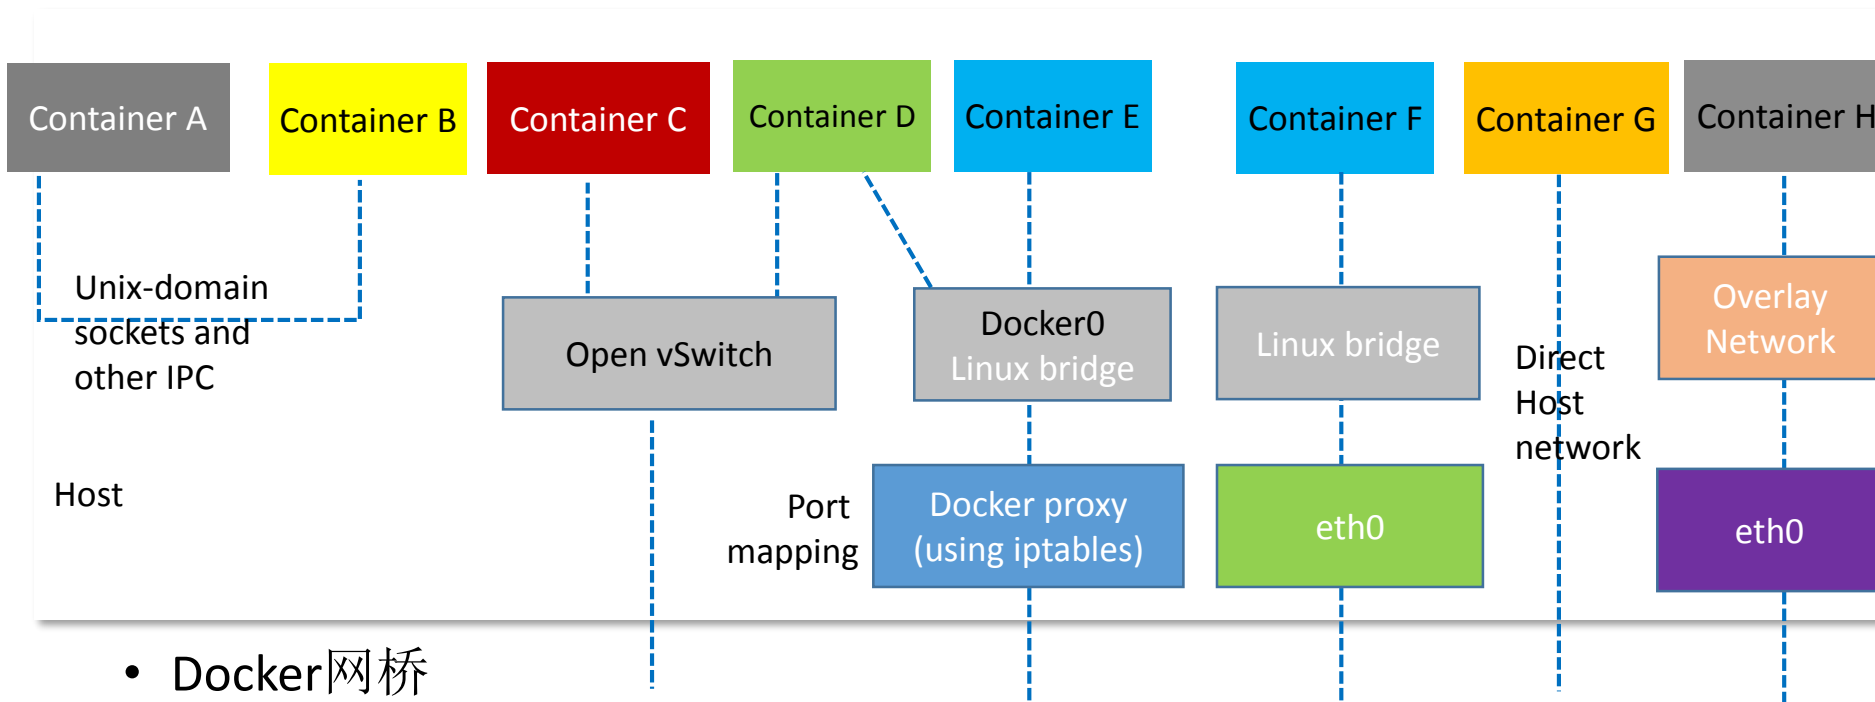 Container A
Container B
Container C
Container D
Container E
Container F
Container G
Container H
Unix-domain
sockets and
other IPC
Open vSwitch
Docker0
Linux bridge
Linux bridge
Direct
Host
network
Overlay
Network
Host
Port
mapping
Docker proxy
(using iptables)
eth0
eth0
• Docker网桥